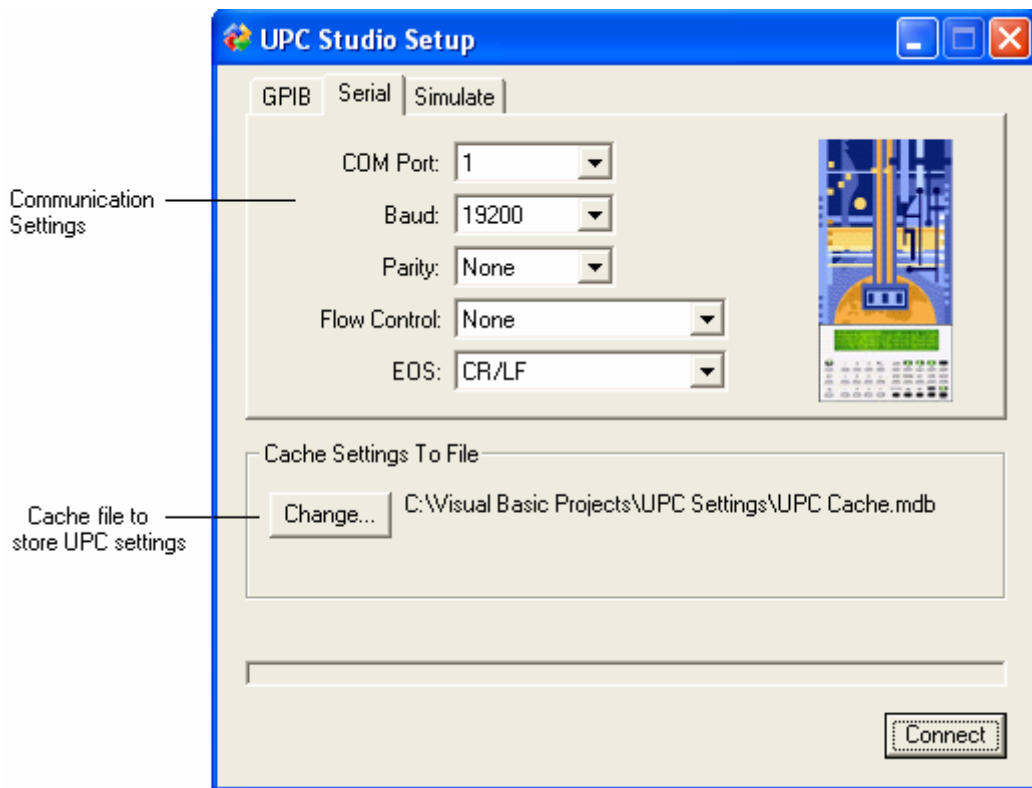 UPC Studio Setup
GPIB Serial Simulate
COM Port: 1
Baud: 19200
Parity: None
Flow Control: None
EOS: CR/LF
Communication
Settings
Cache Settings To File
Change... C:\Visual Basic Projects\UPC Settings\UPC Cache.mdb
Cache file to
store UPC settings
Connect